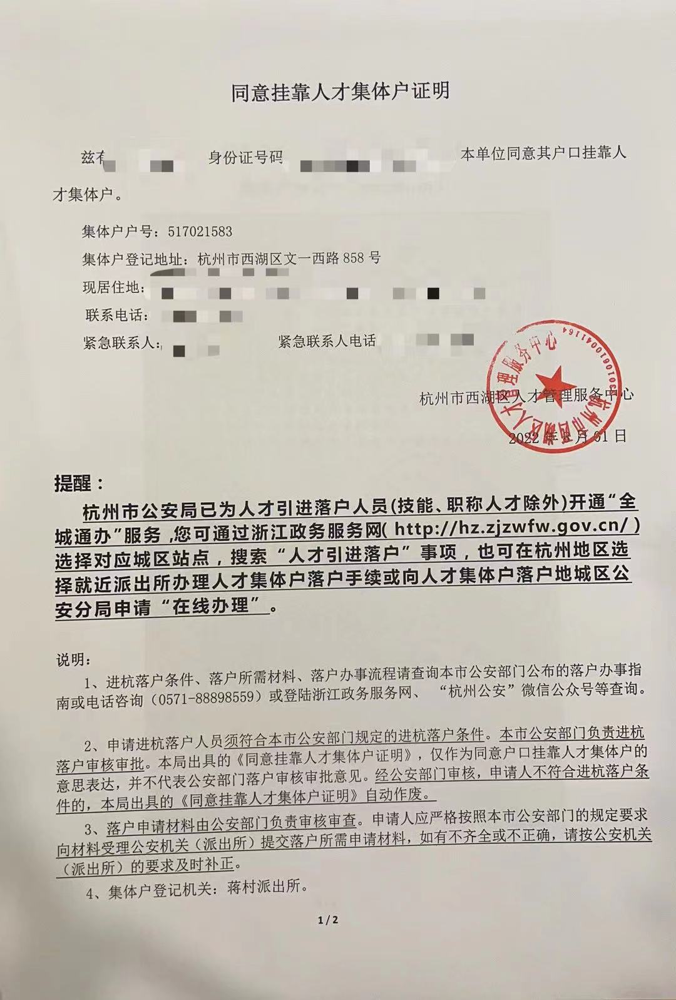 同意挂靠人才集体户证明
兹有 身份证号码 本单位同意其户口挂靠人
才集体户。
集体户户号：517021583
集体户登记地址：杭州市西湖区文一西路 858 号
现居住地：
联系电话：
紧急联系人： 紧急联系人电话
杭州市西湖区人才管理服务中心
2022 年 8 月 01 日
杭州市西湖区人才管理服务中心
提醒：
杭州市公安局已为人才引进落户人员(技能、职称人才除外)开通“全
城通办”服务,您可通过浙江政务服务网( http://hz.zjzwfw.gov.cn/ )
选择对应城区站点，搜索“人才引进落户”事项，也可在杭州地区选
择就近派出所办理人才集体户落户手续或向人才集体户落户地城区公
安分局申请“在线办理”。
说明：
1、进杭落户条件、落户所需材料、落户办事流程请查询本市公安部门公布的落户办事指
南或电话咨询（0571-88898559）或登陆浙江政务服务网、“杭州公安”微信公众号等查询。
2、申请进杭落户人员须符合本市公安部门规定的进杭落户条件。本市公安部门负责进杭
落户审核审批。本局出具的《同意挂靠人才集体户证明》，仅作为同意户口挂靠人才集体户的
意思表达，并不代表公安部门落户审核审批意见。经公安部门审核，申请人不符合进杭落户条
件的，本局出具的《同意挂靠人才集体户证明》自动作废。
3、落户申请材料由公安部门负责审核审查。申请人应严格按照本市公安部门的规定要求
向材料受理公安机关（派出所）提交落户所需申请材料，如有不齐全或不正确，请按公安机关
（派出所）的要求及时补正。
4、集体户登记机关：蒋村派出所。
1 / 2